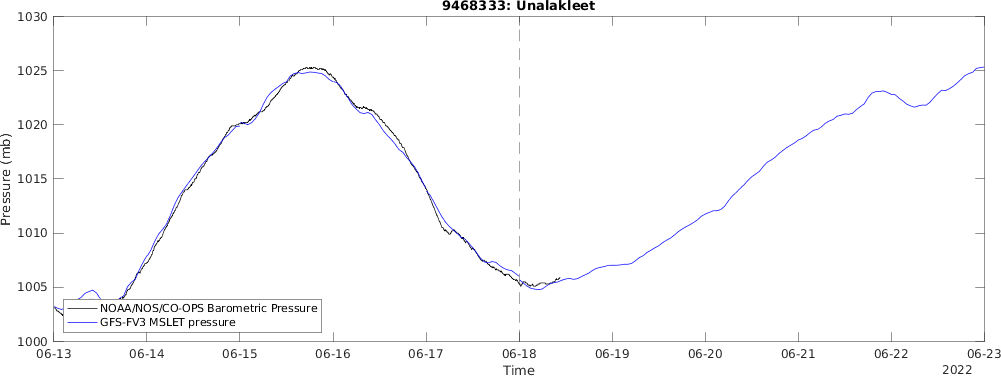 9468333: Unalakleet
1030
1025
1020
1015
1010
1005
1000
Pressure (mb)
NOAA/NOS/CO-OPS Barometric Pressure
GFS-FV3 MSLET pressure
06-13 06-14 06-15 06-16 06-17 06-18 06-19 06-20 06-21 06-22 06-23
Time
2022